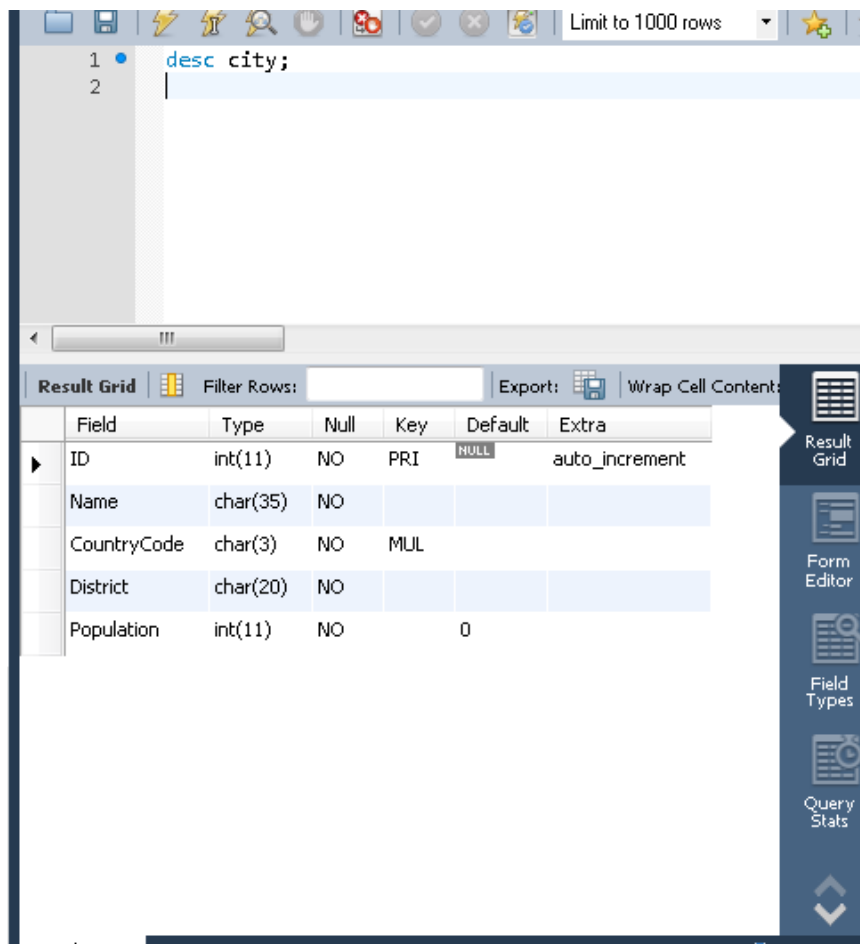 Limit to 1000 rows
1 desc city;
2
Result Grid Filter Rows: Export: Wrap Cell Content:
Field Type Null Key Default Extra
ID int(11) NO PRI NULL auto_increment
Name char(35) NO
CountryCode char(3) NO MUL
District char(20) NO
Population int(11) NO 0
Result
Grid
Form
Editor
Field
Types
Query
Stats